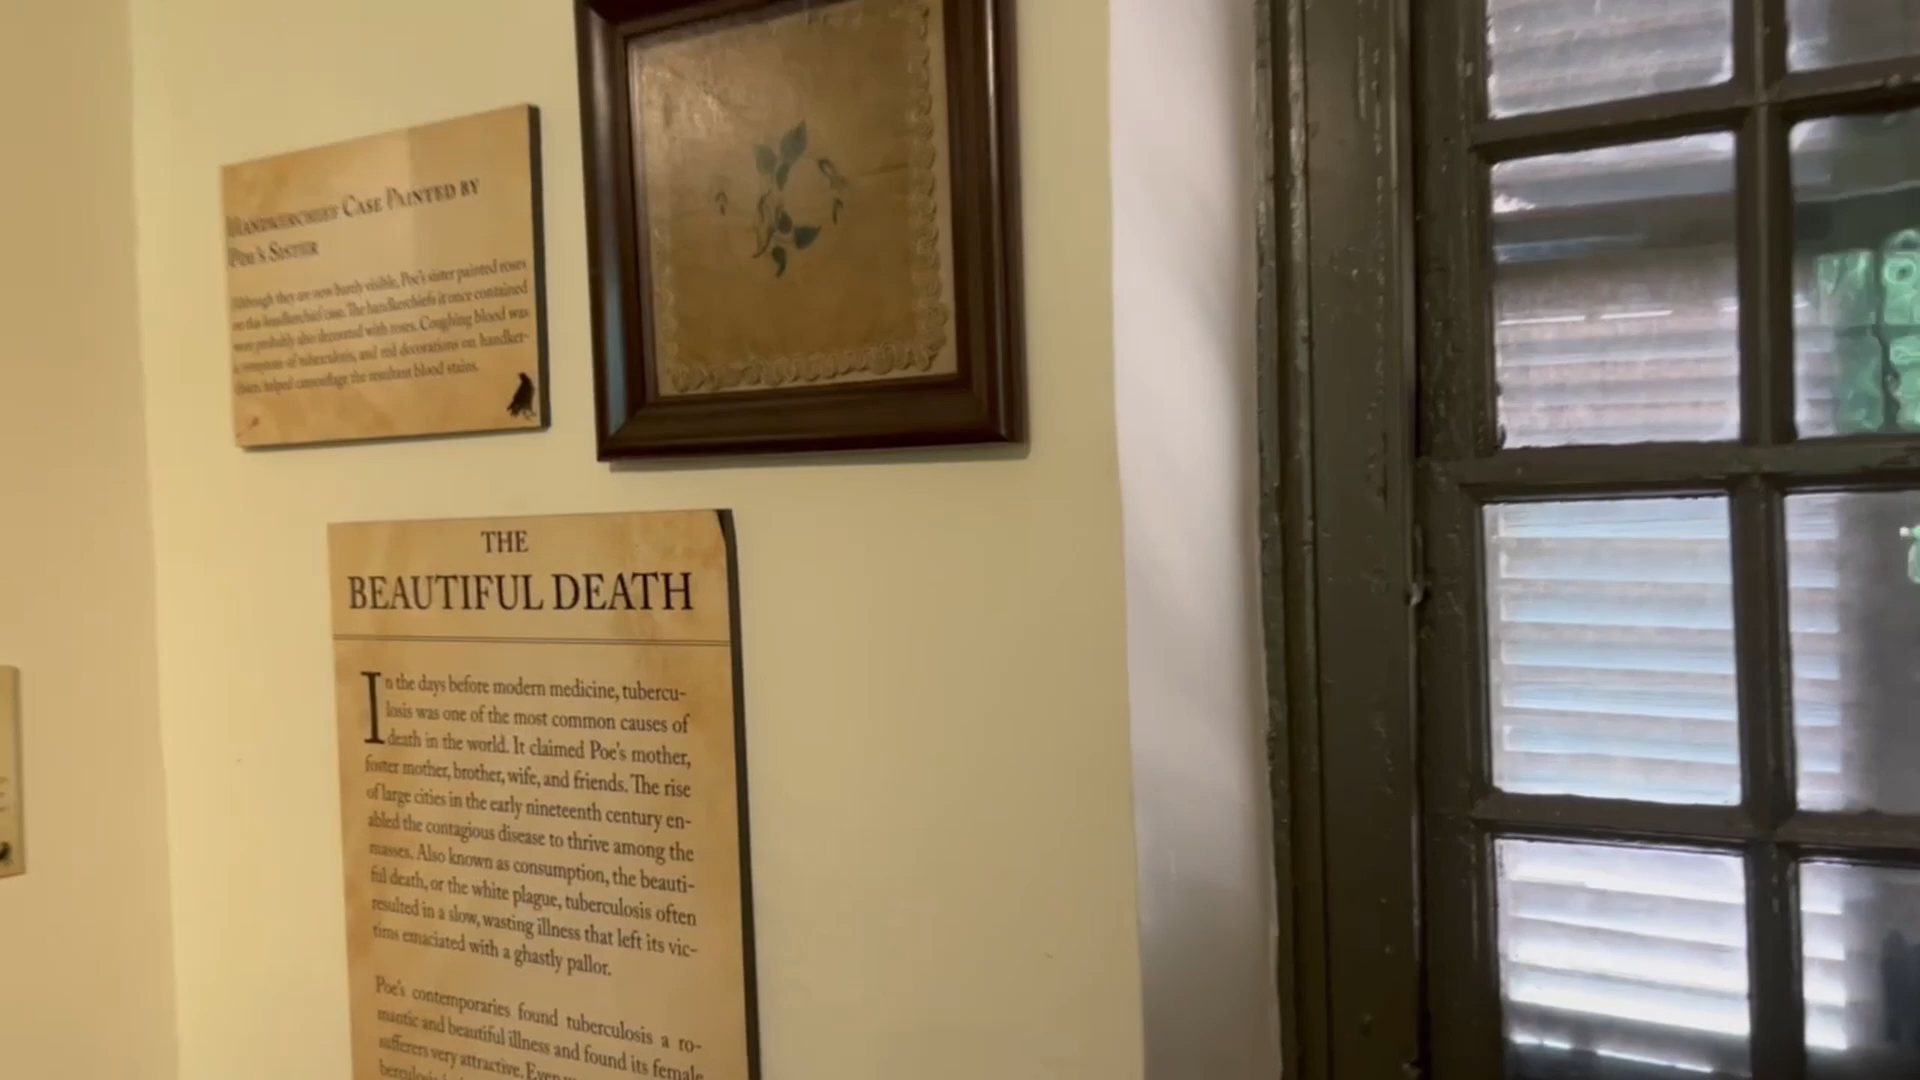 Handkerchief Case Painted by
Poe's Sister
Although they are now barely visible, Poe's sister painted roses
on this handkerchief case. The handkerchiefs it once contained
were probably also decorated with roses. Coughing blood was
a symptom of tuberculosis, and red decorations on handker-
chiefs helped camouflage the resultant blood stains.
THE
BEAUTIFUL DEATH
In the days before modern medicine, tubercu-
losis was one of the most common causes of
death in the world. It claimed Poe's mother,
foster mother, brother, wife, and friends. The rise
of large cities in the early nineteenth century en-
abled the contagious disease to thrive among the
masses. Also known as consumption, the beauti-
ful death, or the white plague, tuberculosis often
resulted in a slow, wasting illness that left its vic-
tims emaciated with a ghastly pallor.
Poe's contemporaries found tuberculosis a ro-
mantic and beautiful illness and found its female
sufferers very attractive. Even